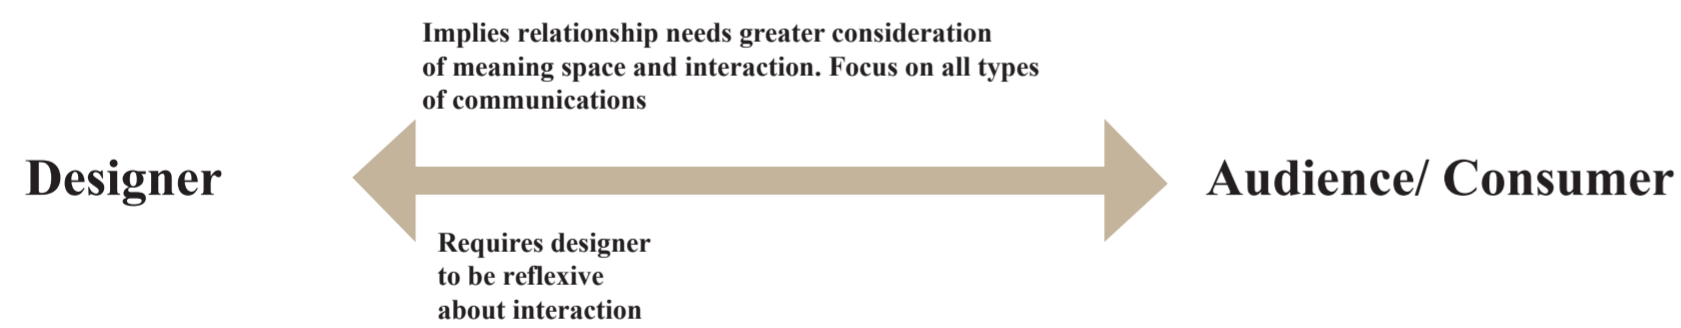 Implies relationship needs greater consideration
of meaning space and interaction. Focus on all types
of communications
Designer
Audience/ Consumer
Requires designer
to be reflexive
about interaction